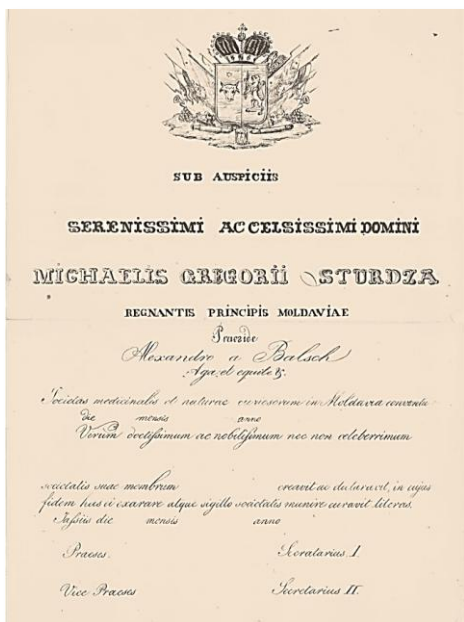 SUB AUSPICIIS
SERENISSIMI AC CELSISSIMI DOMINI
MICHAELIS GREGORII STURDZA
REGNANTIS PRINCIPIS MOLDAVIAE
Praeside
Alexandro a Balsch
Aga et equite
Societas medicinalis et naturae curiosorum in Moldavia conventu
die mensis anno
Virum doctissimum ac nobilissimum nec non celeberrimum
societatis suae membrum creavit ac declaravit, in cujus
fidem has ei exarare atque sigillo societatis munire curavit literas.
Jassiis die mensis anno
Praeses. Secretarius I.
Vice Praeses Secretarius II.